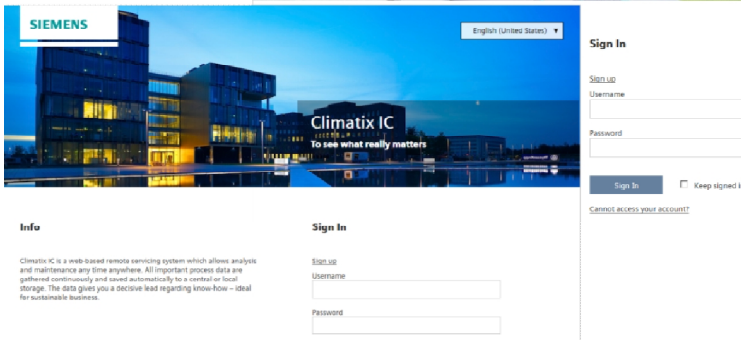 SIEMENS
English (United States)
Climatix IC
To see what really matters
Info
Climatix IC is a web-based remote servicing system which allows analysis
and maintenance any time anywhere. All important process data are
gathered continuously and saved automatically to a central or local
storage. The data gives you a decisive lead regarding know-how – ideal
for sustainable business.
Sign In
Sign up
Username
Password
Sign In
Sign up
Username
Password
Sign In
Keep signed i
Cannot access your account?